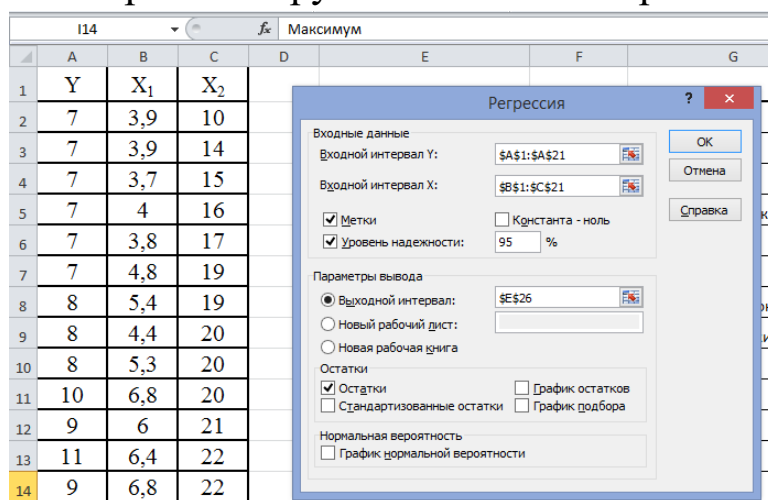 I14 fx Максимум
A B C D E F G
1 Y X₁ X₂
2 7 3,9 10
3 7 3,9 14
4 7 3,7 15
5 7 4 16
6 7 3,8 17
7 7 4,8 19
8 8 5,4 19
9 8 4,4 20
10 8 5,3 20
11 10 6,8 20
12 9 6 21
13 11 6,4 22
14 9 6,8 22
Регрессия ? ×
Входные данные
Входной интервал Y: $A$1:$A$21
Входной интервал X: $B$1:$C$21
Метки Константа - ноль
Уровень надежности: 95 %
OK
Отмена
Справка
Параметры вывода
Выходной интервал: $E$26
Новый рабочий лист:
Новая рабочая книга
Остатки
Остатки График остатков
Стандартизованные остатки График подбора
Нормальная вероятность
График нормальной вероятности